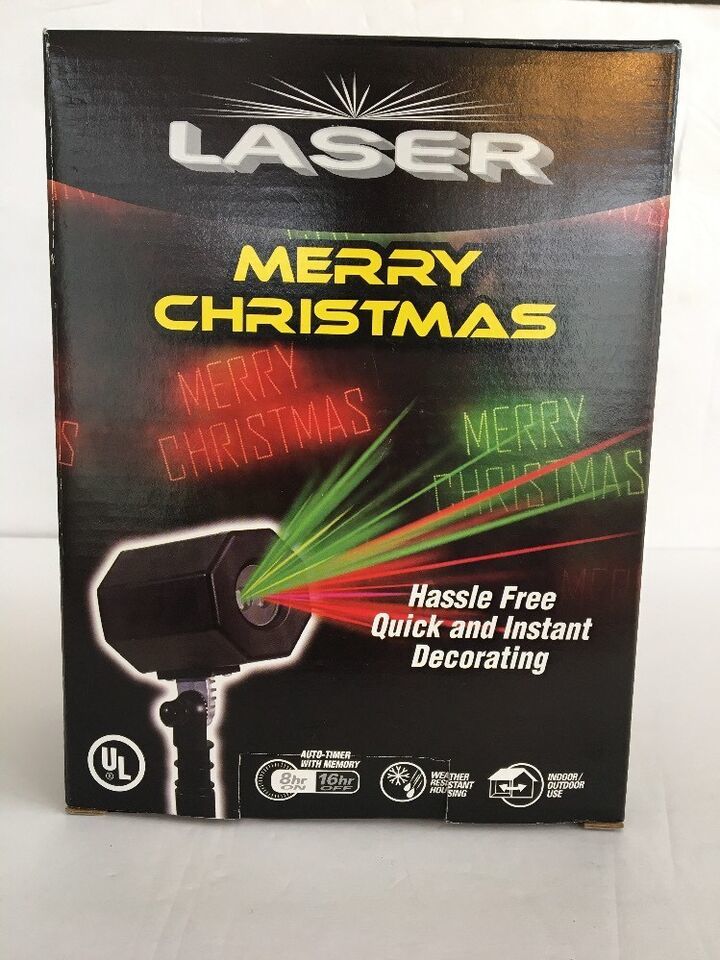 LASER
MERRY
CHRISTMAS
MERRY
CHRISTMAS
MERRY
CHRISTMAS
S
MER
Hassle Free
Quick and Instant
Decorating
UL
AUTO-TIMER
WITH MEMORY
8hr
ON
16hr
OFF
WEATHER
RESISTANT
HOUSING
INDOOR/
OUTDOOR
USE